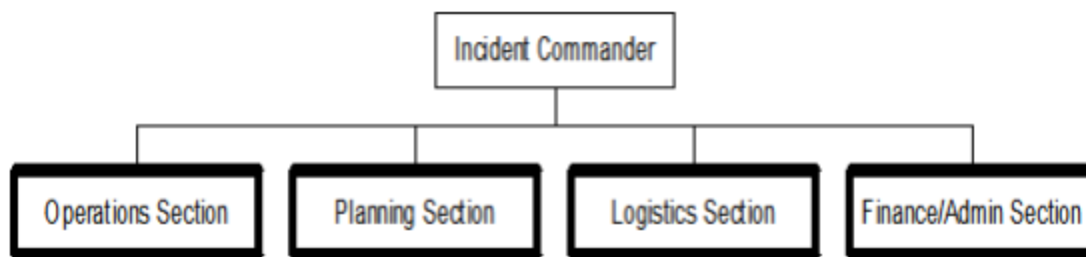 Incident Commander
Operations Section
Planning Section
Logistics Section
Finance/Admin Section